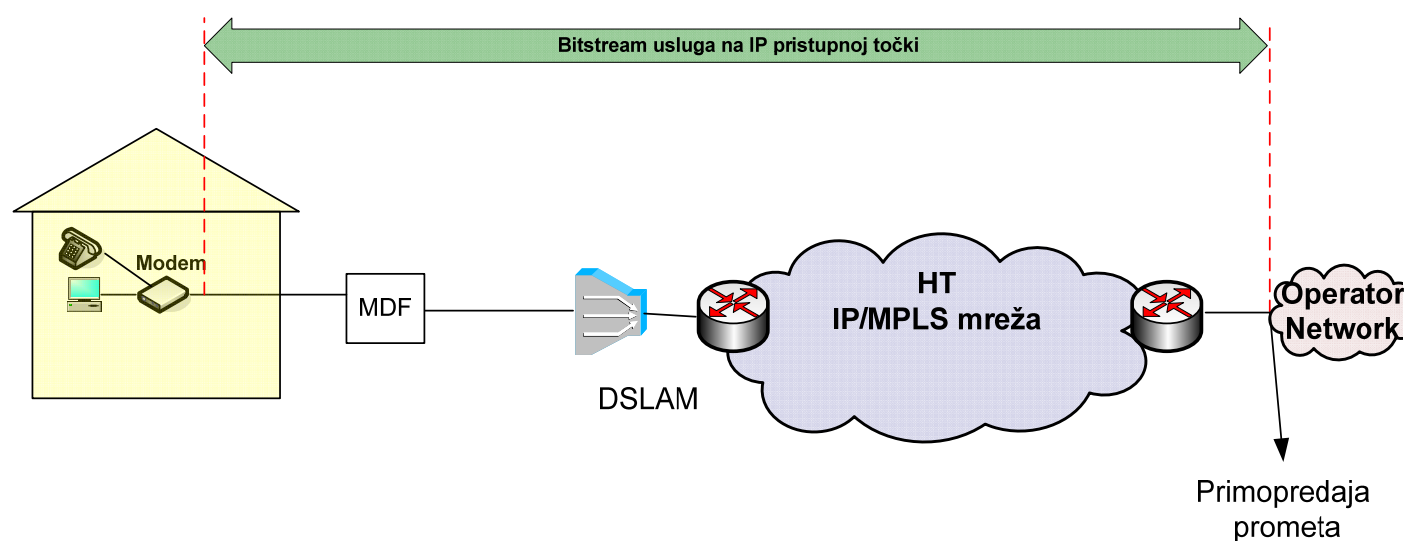 Bitstream usluga na IP pristupnoj točki
Modem
MDF
DSLAM
HT
IP/MPLS mreža
Operator
Network
Primopredaja
prometa